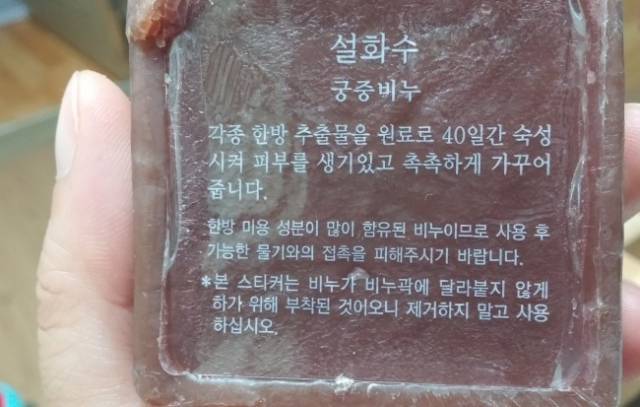 설화수
궁중비누
각종 한방 추출물을 원료로 40일간 숙성
시켜 피부를 생기있고 촉촉하게 가꾸어
줍니다.
한방 미용 성분이 많이 함유된 비누이므로 사용 후
가능한 물기와의 접촉을 피해주시기 바랍니다.
*본 스티커는 비누가 비누곽에 달라붙지 않게
하가 위해 부착된 것이오니 제거하지 말고 사용
하십시오.